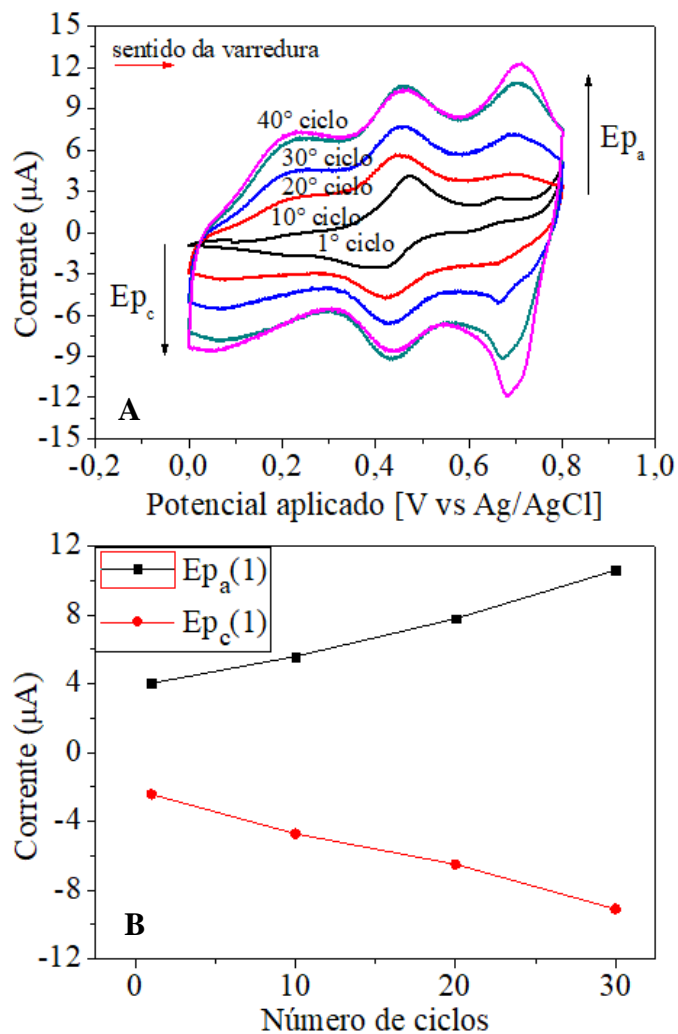 sentido da varredura
15
12
9
6
3
0
-3
-6
-9
-12
-15
Corrente (µA)
40° ciclo
30° ciclo
20° ciclo
10° ciclo
1° ciclo
Ep_a
Ep_c
A
-0,2 0,0 0,2 0,4 0,6 0,8 1,0
Potencial aplicado [V vs Ag/AgCl]
Ep_a(1)
Ep_c(1)
12
8
4
0
-4
-8
-12
Corrente (µA)
B
0 10 20 30
Número de ciclos